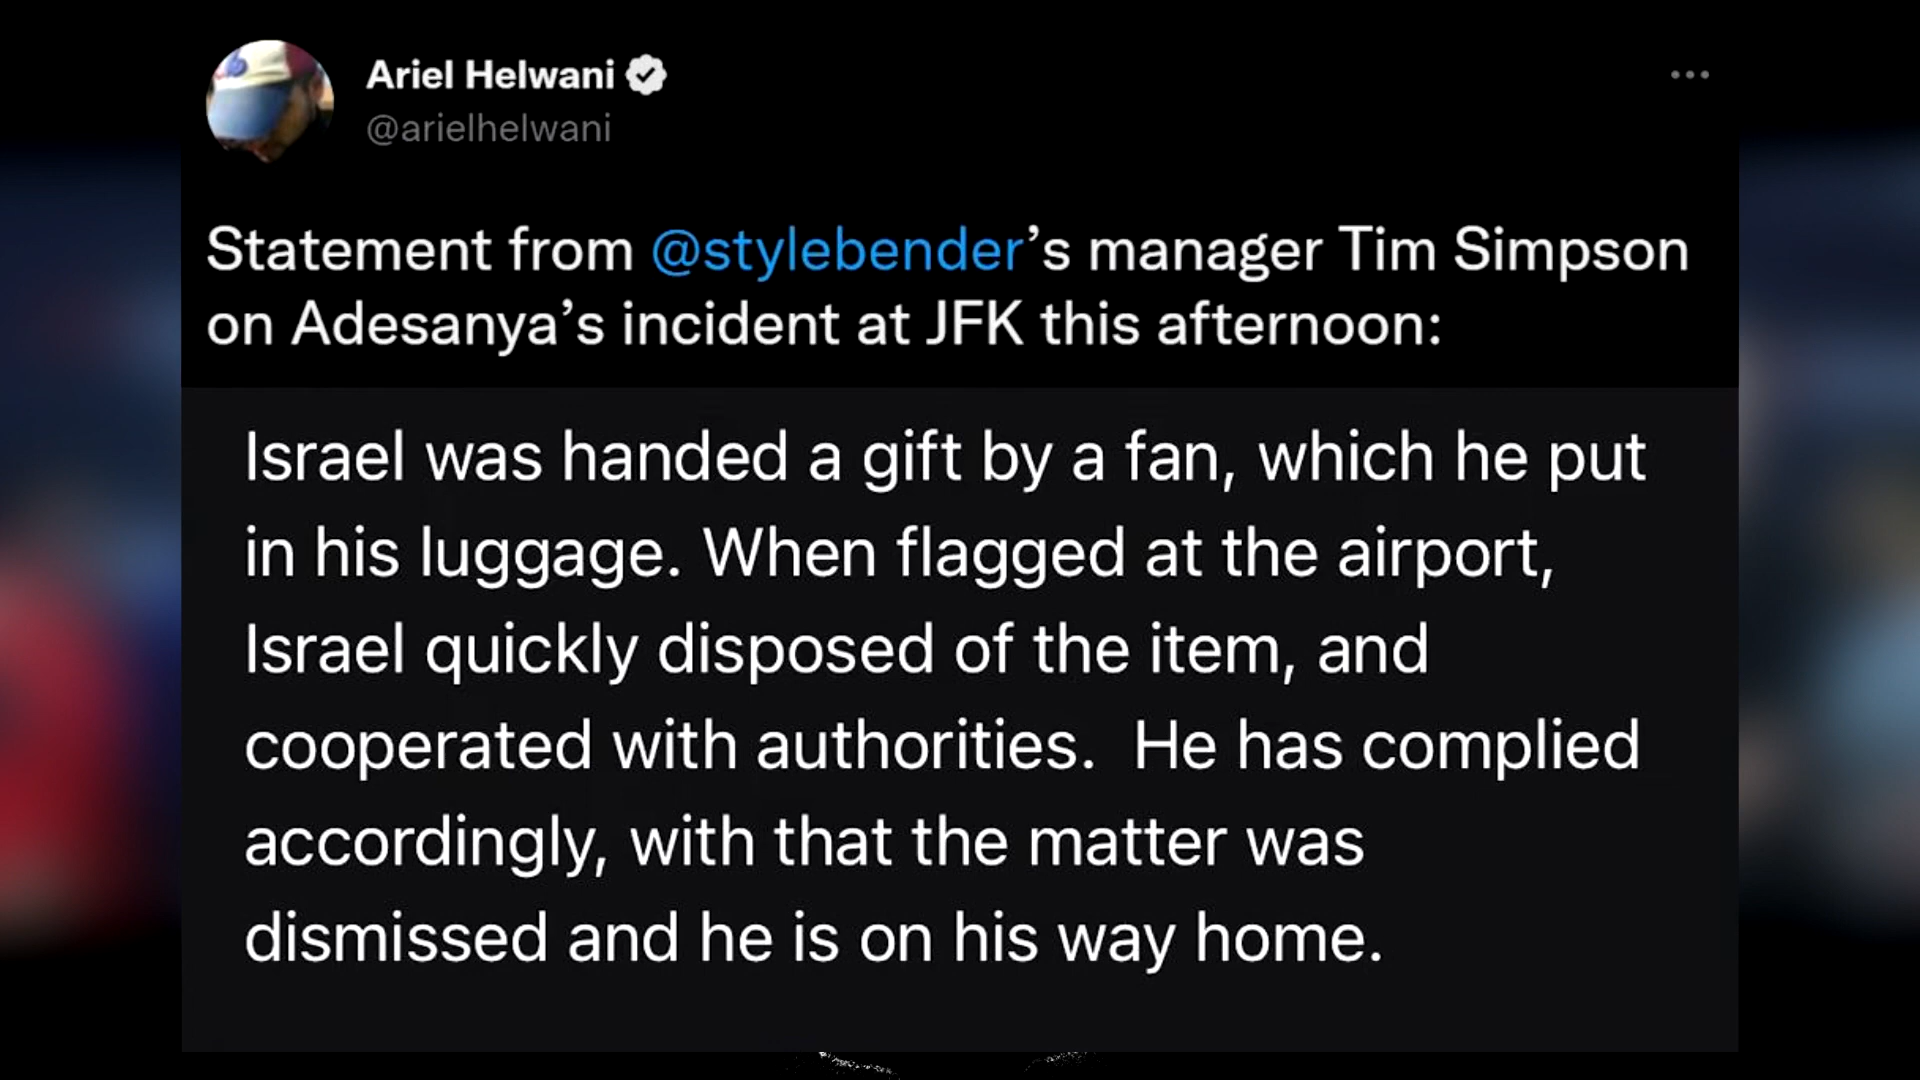 Ariel Helwani
@arielhelwani
Statement from @stylebender’s manager Tim Simpson
on Adesanya’s incident at JFK this afternoon:
Israel was handed a gift by a fan, which he put
in his luggage. When flagged at the airport,
Israel quickly disposed of the item, and
cooperated with authorities.  He has complied
accordingly, with that the matter was
dismissed and he is on his way home.